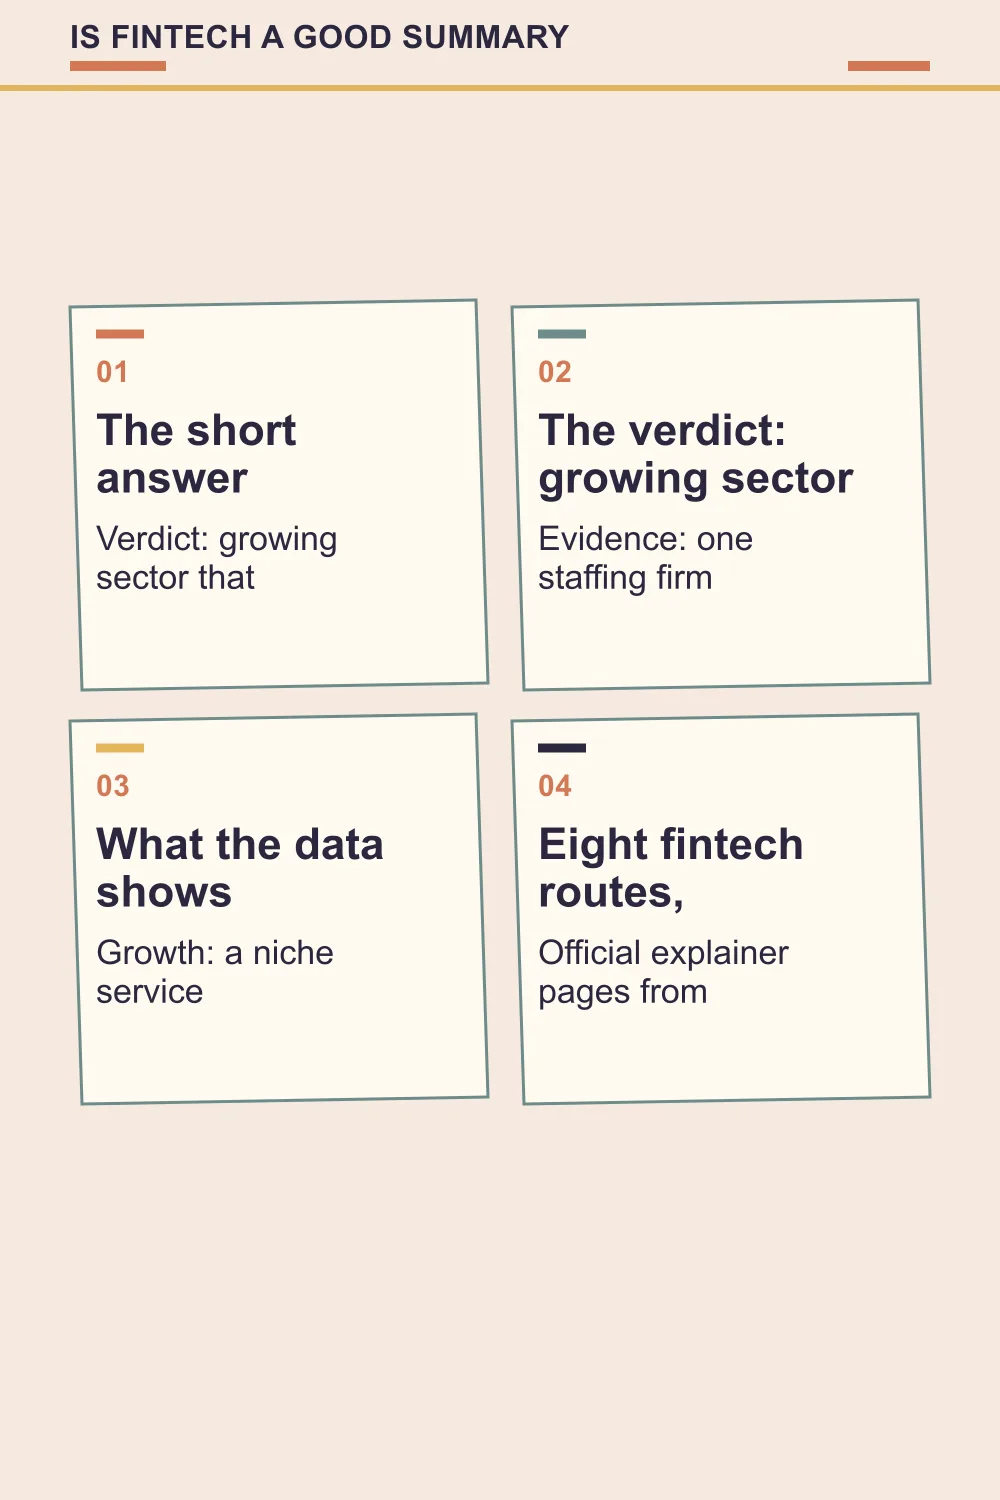 IS FINTECH A GOOD SUMMARY
01
The short
answer
Verdict: growing
sector that
02
The verdict:
growing sector
Evidence: one
staffing firm
03
What the data
shows
Growth: a niche
service
04
Eight fintech
routes,
Official explainer
pages from